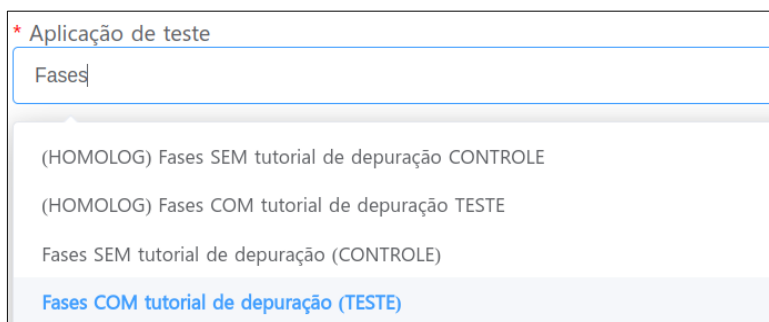 * Aplicação de teste
Fases
(HOMOLOG) Fases SEM tutorial de depuração CONTROLE
(HOMOLOG) Fases COM tutorial de depuração TESTE
Fases SEM tutorial de depuração (CONTROLE)
Fases COM tutorial de depuração (TESTE)